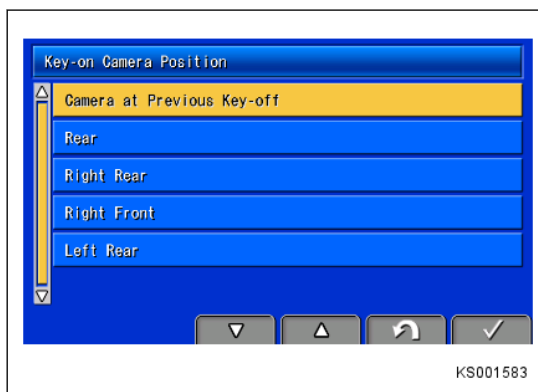 Key-on Camera Position
Camera at Previous Key-off
Rear
Right Rear
Right Front
Left Rear
KS001583